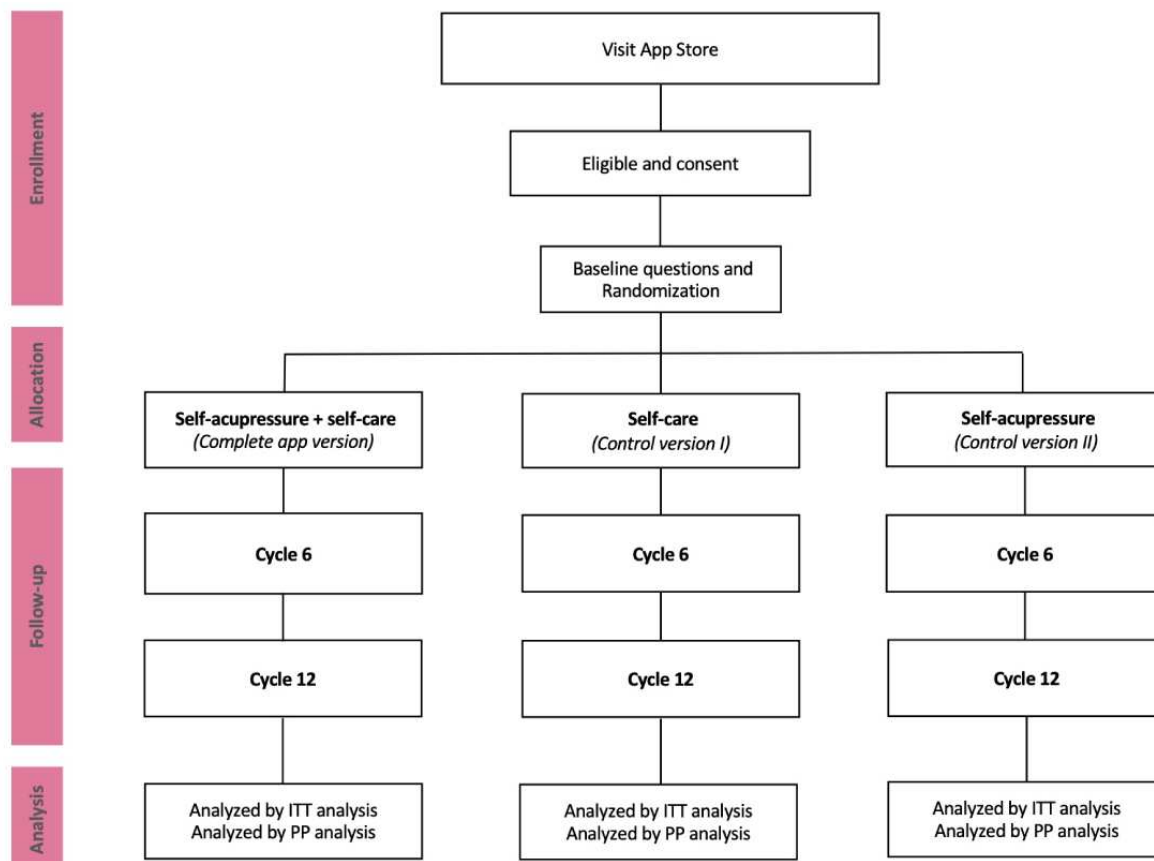 Enrollment
Visit App Store
Eligible and consent
Baseline questions and
Randomization
Allocation
Self-acupressure + self-care
(Complete app version)
Self-care
(Control version I)
Self-acupressure
(Control version II)
Follow-up
Cycle 6
Cycle 6
Cycle 6
Cycle 12
Cycle 12
Cycle 12
Analysis
Analyzed by ITT analysis
Analyzed by PP analysis
Analyzed by ITT analysis
Analyzed by PP analysis
Analyzed by ITT analysis
Analyzed by PP analysis